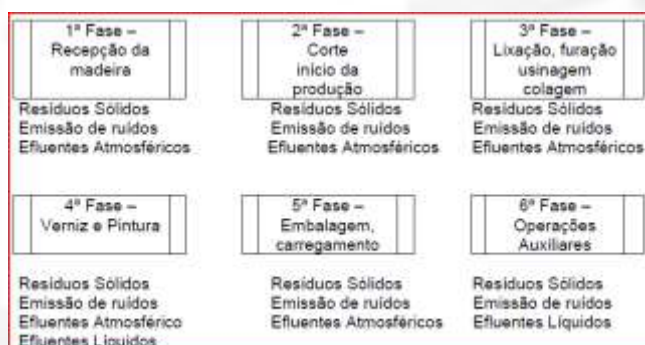 1ª Fase –
Recepção da
madeira
Resíduos Sólidos
Emissão de ruídos
Efluentes Atmosféricos
2ª Fase –
Corte
início da
produção
Resíduos Sólidos
Emissão de ruídos
Efluentes Atmosféricos
3ª Fase –
Lixação, furação
usinagem
colagem
Resíduos Sólidos
Emissão de ruídos
Efluentes Atmosféricos
4ª Fase –
Verniz e Pintura
Resíduos Sólidos
Emissão de ruídos
Efluentes Atmosférico
Efluentes Líquidos
5ª Fase –
Embalagem,
carregamento
Resíduos Sólidos
Emissão de ruídos
Efluentes Atmosféricos
6ª Fase –
Operações
Auxiliares
Resíduos Sólidos
Emissão de ruídos
Efluentes Líquidos